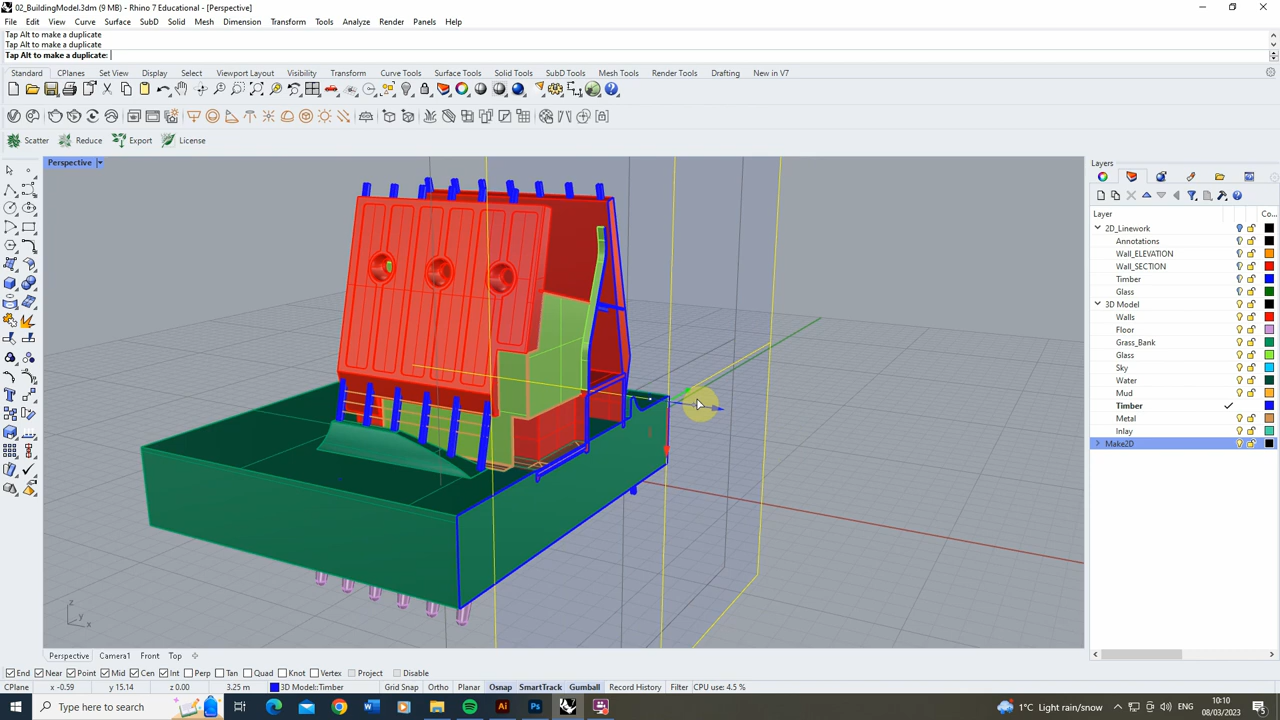 02_BuildingModel.3dm (9 MB) - Rhino 7 Educational - [Perspective]
File Edit View Curve Surface SubD Solid Mesh Dimension Transform Tools Analyze Render Panels Help
Tap Alt to make a duplicate
Tap Alt to make a duplicate
Tap Alt to make a duplicate:
Standard CPlanes Set View Display Select Viewport Layout Visibility Transform Curve Tools Surface Tools Solid Tools SubD Tools Mesh Tools Render Tools Drafting New in V7
Scatter Reduce Export License
Perspective
Layers
Layer Co...
2D_Linework
Annotations
Wall_ELEVATION
Wall_SECTION
Timber
Glass
3D Model
Walls
Floor
Grass_Bank
Glass
Sky
Water
Mud
Timber
Metal
Inlay
Make2D
z
y
x
Perspective Camera1 Front Top
End Near Point Mid Cen Int Perp Tan Quad Knot Vertex Project Disable
CPlane x -0.59 y 15.14 z 0.00 3.25 m 3D Model::Timber Grid Snap Ortho Planar Osnap SmartTrack Gumball Record History Filter CPU use: 4.5 %
Type here to search
1°C Light rain/snow
10:10
08/03/2023